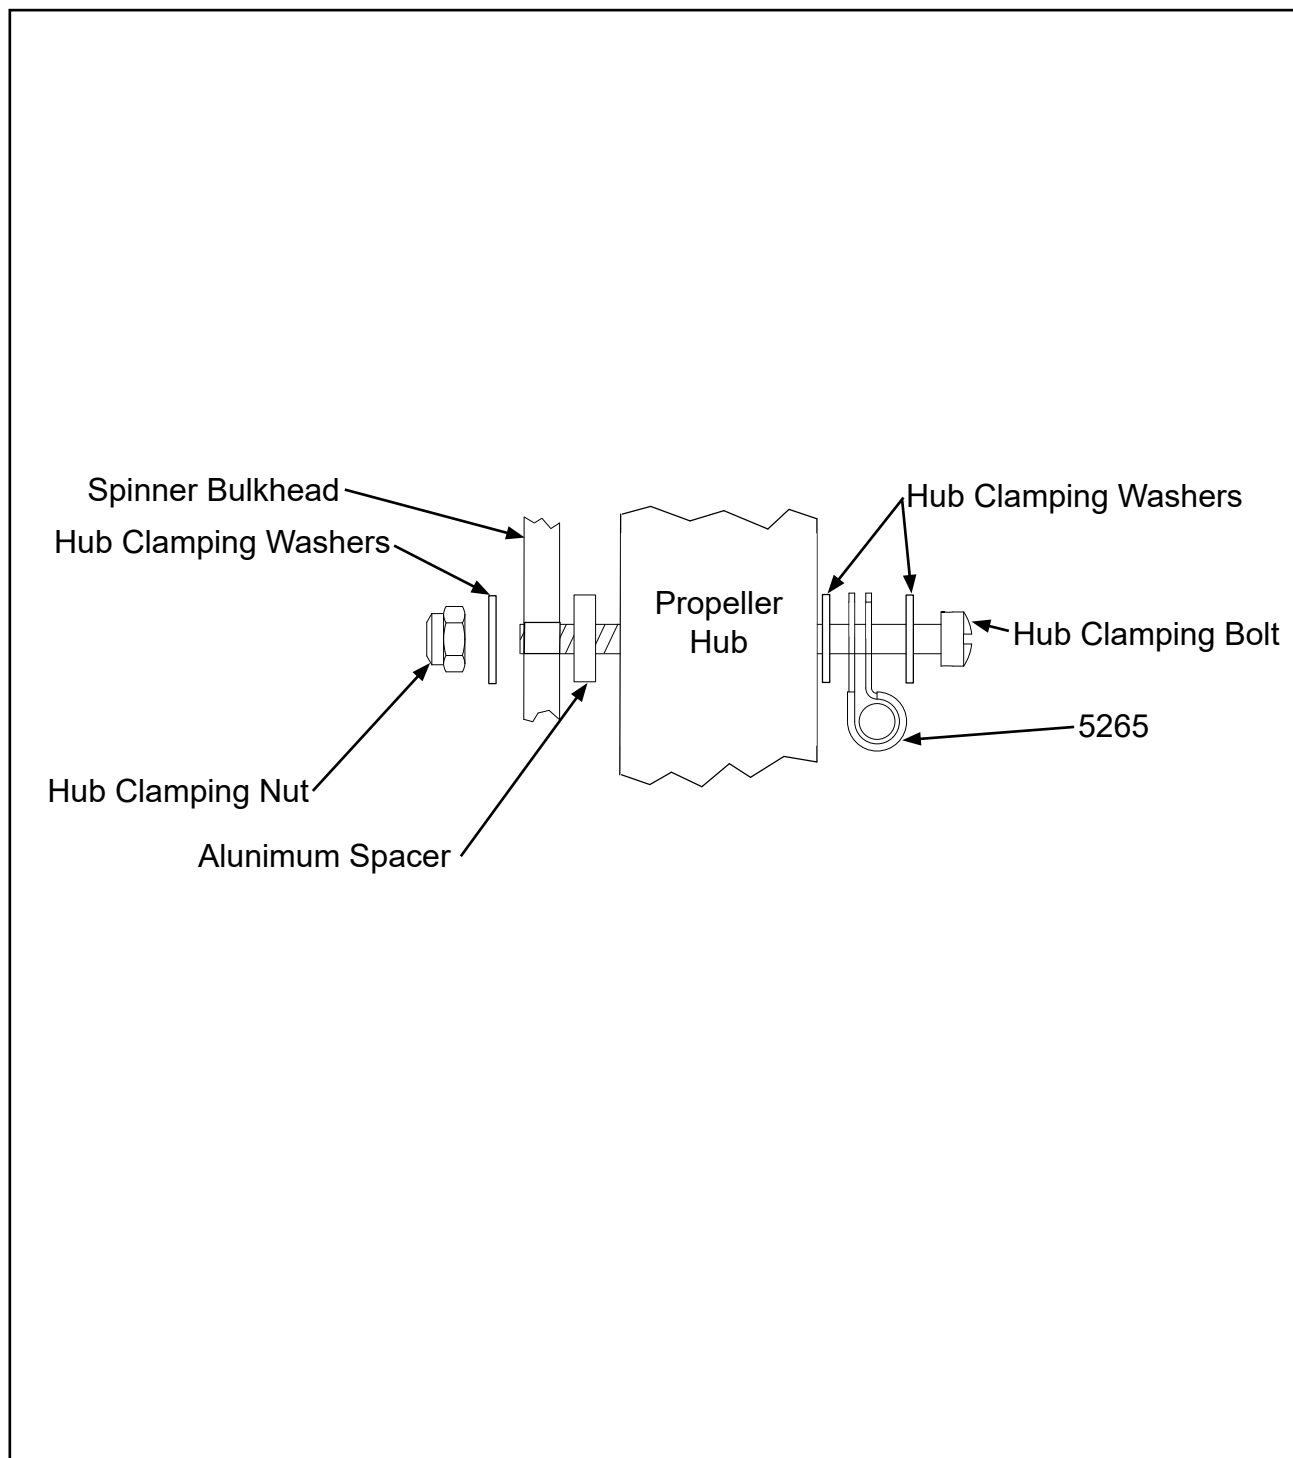 Spinner Bulkhead
Hub Clamping Washers
Hub Clamping Washers
Propeller
Hub
Hub Clamping Bolt
5265
Hub Clamping Nut
Alunimum Spacer